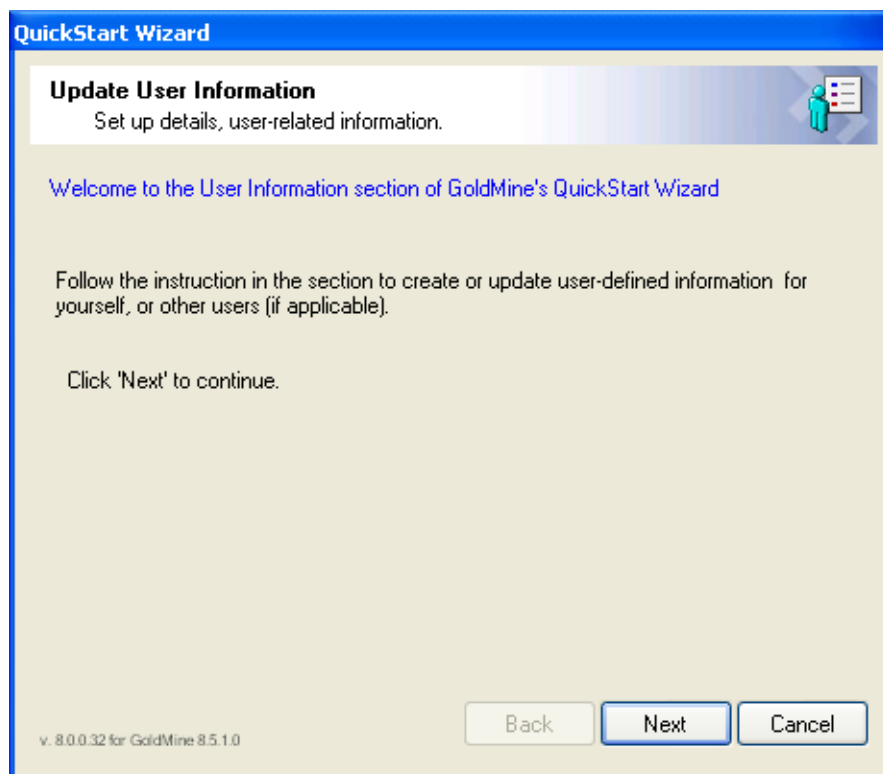 QuickStart Wizard
Update User Information
Set up details, user-related information.
Welcome to the User Information section of GoldMine's QuickStart Wizard
Follow the instruction in the section to create or update user-defined information  for
yourself, or other users (if applicable).
Click 'Next' to continue.
Back
Next
Cancel
v. 8.0.0.32 for GoldMine 8.5.1.0